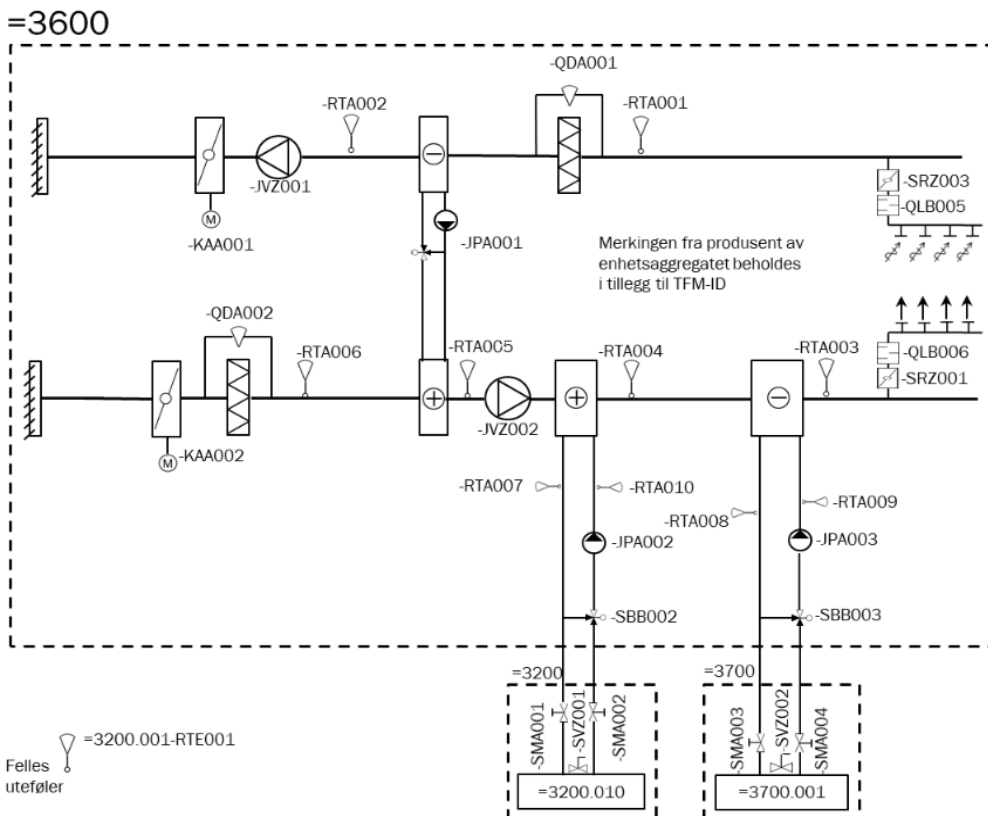 =3600
-QDA001
-RTA002
-RTA001
-JVZ001
M
-KAA001
-SRZ003
-QLB005
-JPA001
Merkingen fra produsent av
enhetsaggregatet beholdes
i tillegg til TFM-ID
-QDA002
-RTA006
-RTA005
-RTA004
-RTA003
-QLB006
-SRZ001
-JVZ002
M
-KAA002
-RTA007
-RTA010
-RTA008
-RTA009
-JPA002
-JPA003
-SBB002
-SBB003
=3200
=3700
-SMA001
-SVZ001
-SMA002
-SMA003
-SVZ002
-SMA004
=3200.001-RTE001
Felles
uteføler
=3200.010
=3700.001